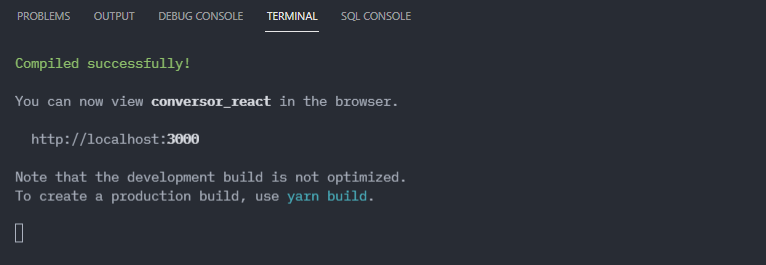 PROBLEMS OUTPUT DEBUG CONSOLE TERMINAL SQL CONSOLE
Compiled successfully!
You can now view conversor_react in the browser.
http://localhost:3000
Note that the development build is not optimized.
To create a production build, use yarn build.